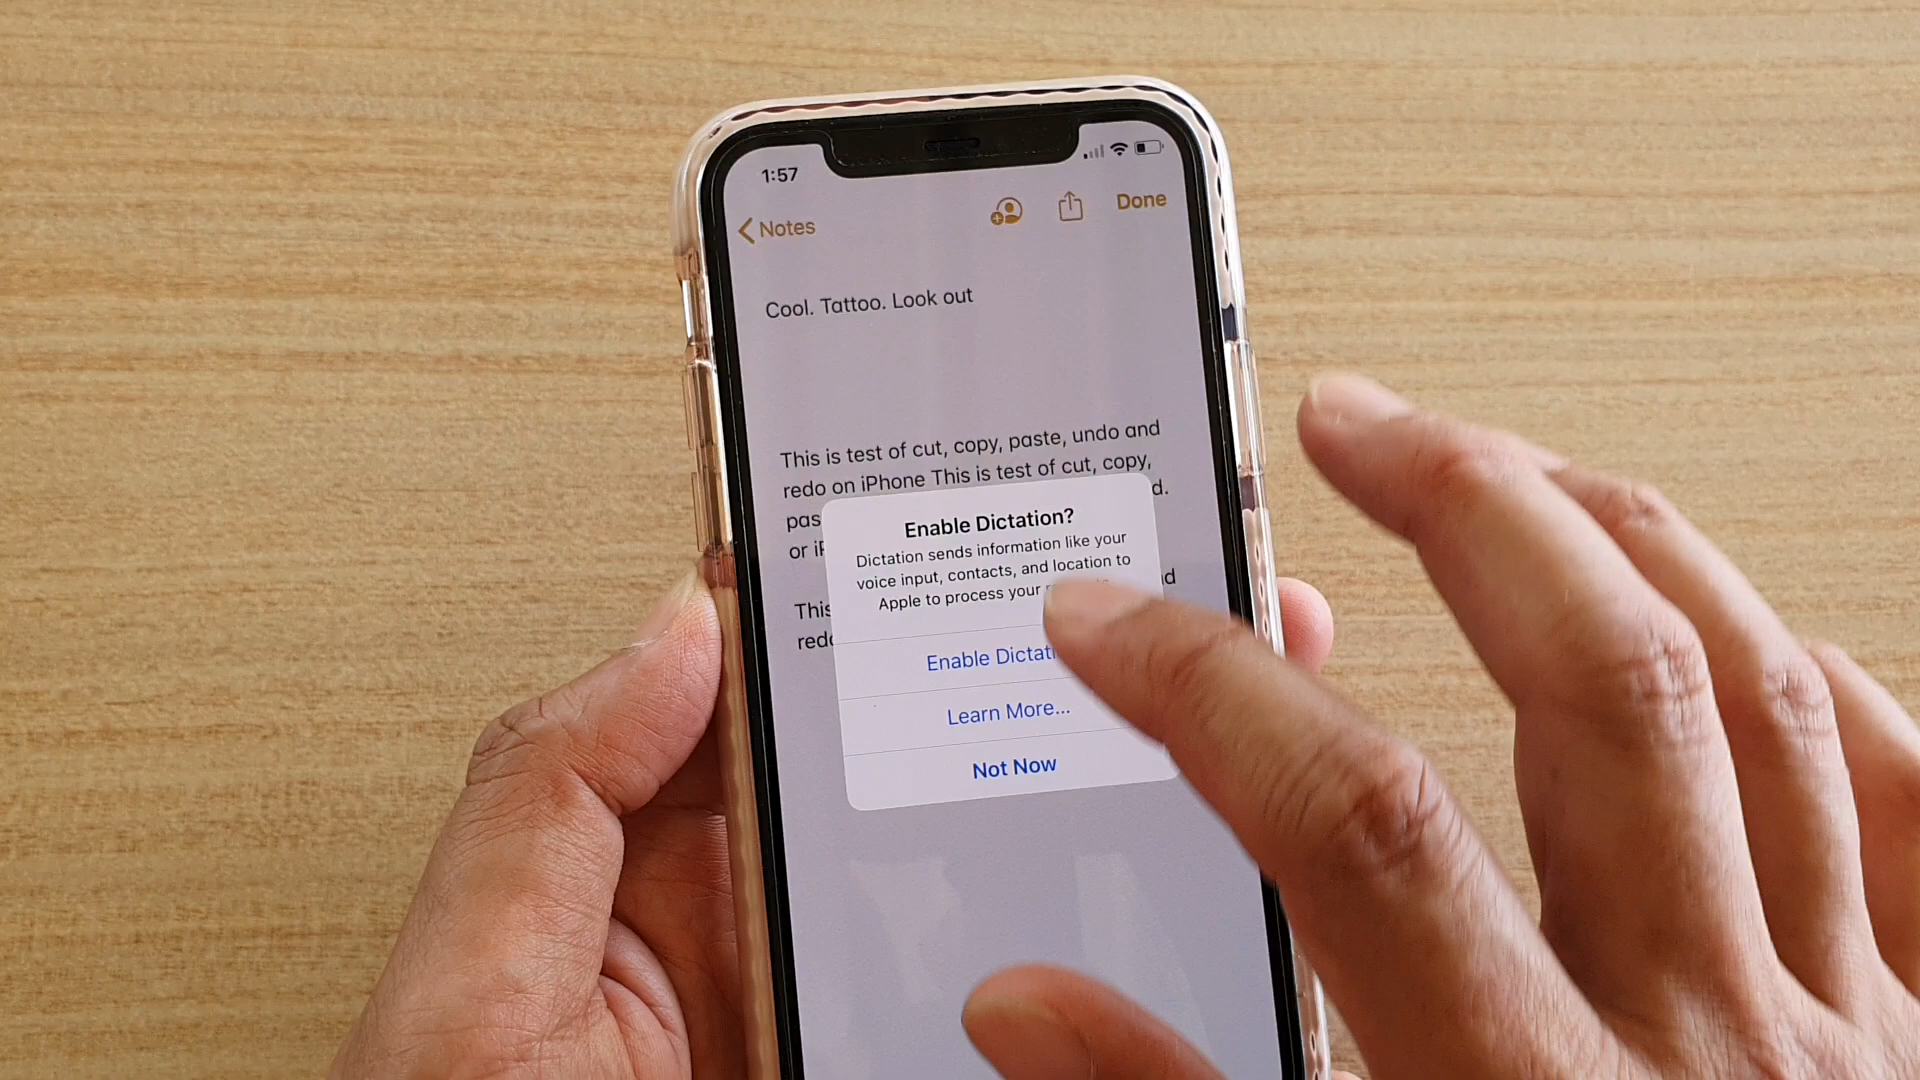 1:57
Notes
Done
Cool. Tattoo. Look out
This is test of cut, copy, paste, undo and
redo on iPhone This is test of cut, copy,
pas d.
or iP
This d
redo
Enable Dictation?
Dictation sends information like your
voice input, contacts, and location to
Apple to process your
Enable Dictati
Learn More...
Not Now